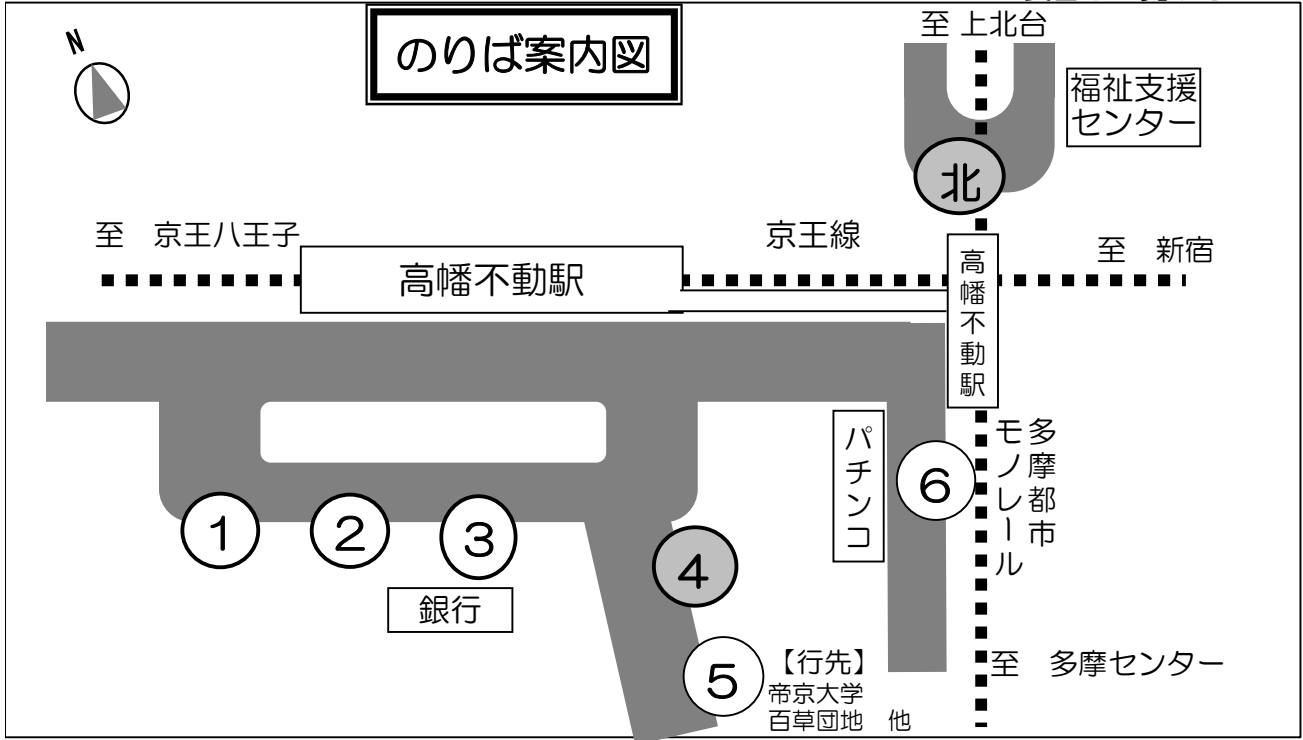 N
のりば案内図
至 上北台
福祉支援
センター
北
至 京王八王子
京王線
至 新宿
高幡不動駅
高幡不動駅
パチンコ
多摩都市
モノレール
①
②
③
④
⑤
⑥
銀行
【行先】
帝京大学
百草団地 他
至 多摩センター